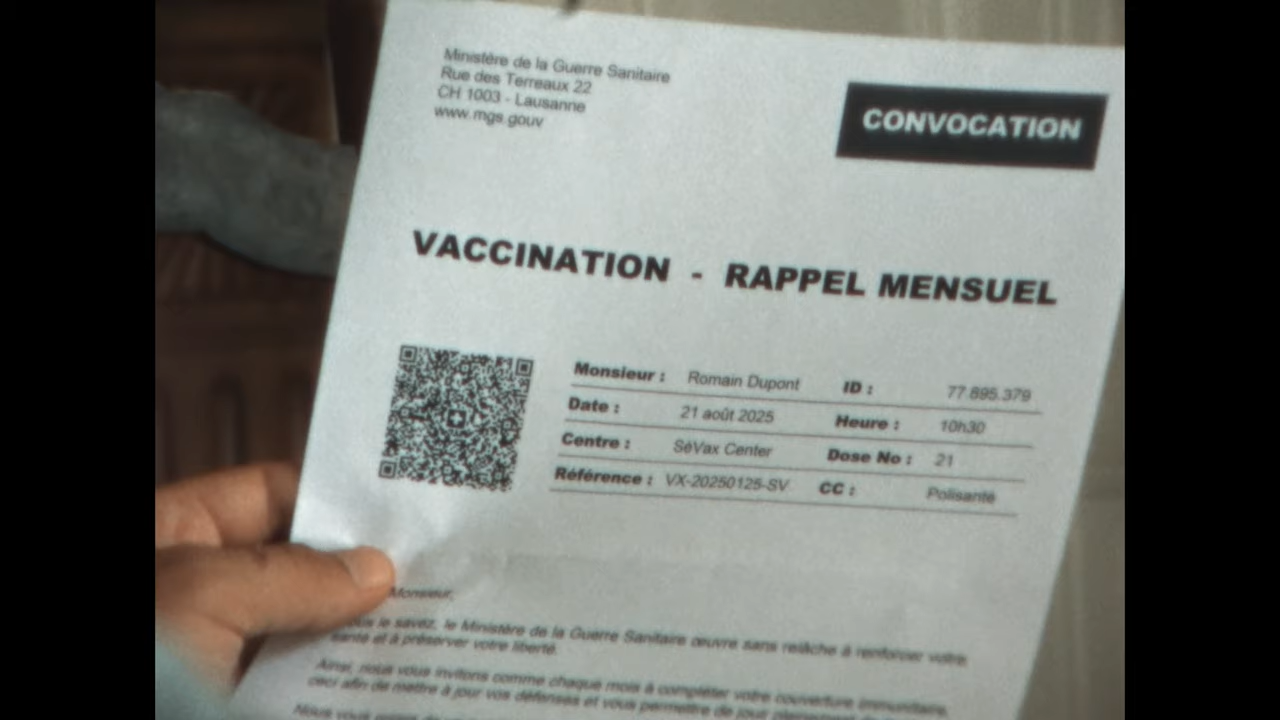 Ministère de la Guerre Sanitaire
Rue des Terreaux 22
CH 1003 - Lausanne
www.mgs.gouv
CONVOCATION
VACCINATION - RAPPEL MENSUEL
Monsieur : Romain Dupont ID : 77.895.379
Date : 21 août 2025 Heure : 10h30
Centre : SéVax Center Dose No : 21
Référence : VX-20250125-SV CC : Polisanté
Monsieur,
le savez, le Ministère de la Guerre Sanitaire œuvre sans relâche à renforcer votre
santé et à préserver votre liberté.
Ainsi, nous vous invitons comme chaque mois à compléter votre couverture immunitaire,
ceci afin de mettre à jour vos défenses et vous permettre de jouir
Nous vous